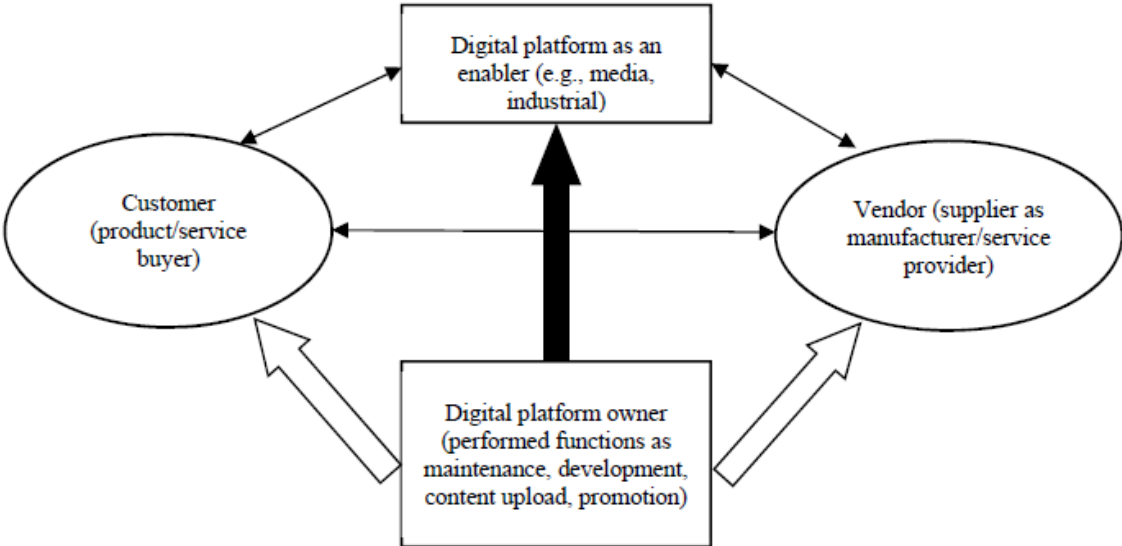 Digital platform as an
enabler (e.g., media,
industrial)
Customer
(product/service
buyer)
Vendor (supplier as
manufacturer/service
provider)
Digital platform owner
(performed functions as
maintenance, development,
content upload, promotion)